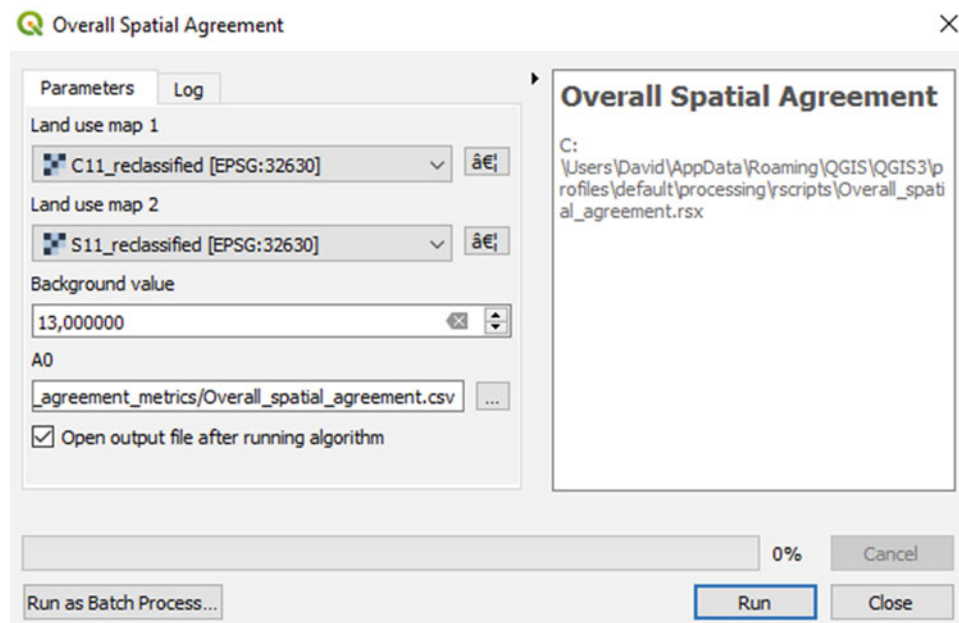 Overall Spatial Agreement
Parameters
Log
Land use map 1
C11_reclassified [EPSG:32630]
…
Land use map 2
S11_reclassified [EPSG:32630]
…
Background value
13,000000
A0
_agreement_metrics/Overall_spatial_agreement.csv
...
Open output file after running algorithm
Overall Spatial Agreement
C:
\Users\David\AppData\Roaming\QGIS\QGIS3\p
rofiles\default\processing\rscripts\Overall_spati
al_agreement.rsx
0%
Cancel
Run as Batch Process...
Run
Close